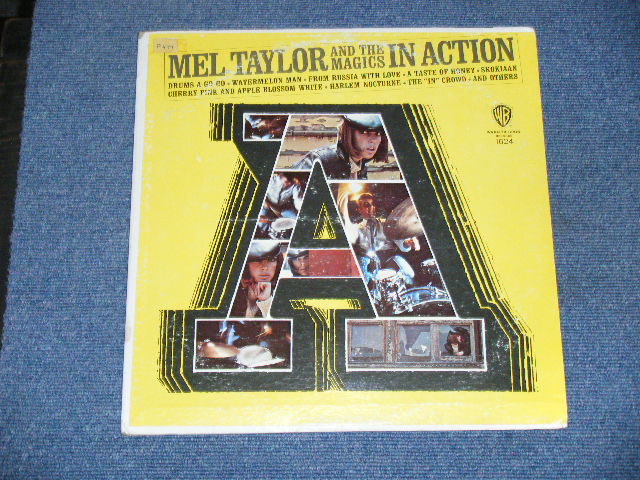 MEL TAYLOR AND THE MAGICS IN ACTION
DRUMS A-GO-GO • WATERMELON MAN • FROM RUSSIA WITH LOVE • A TASTE OF HONEY • SKOKIAAN
CHERRY PINK AND APPLE BLOSSOM WHITE • HARLEM NOCTURNE • THE "IN" CROWD • AND OTHERS
WB
1624
A